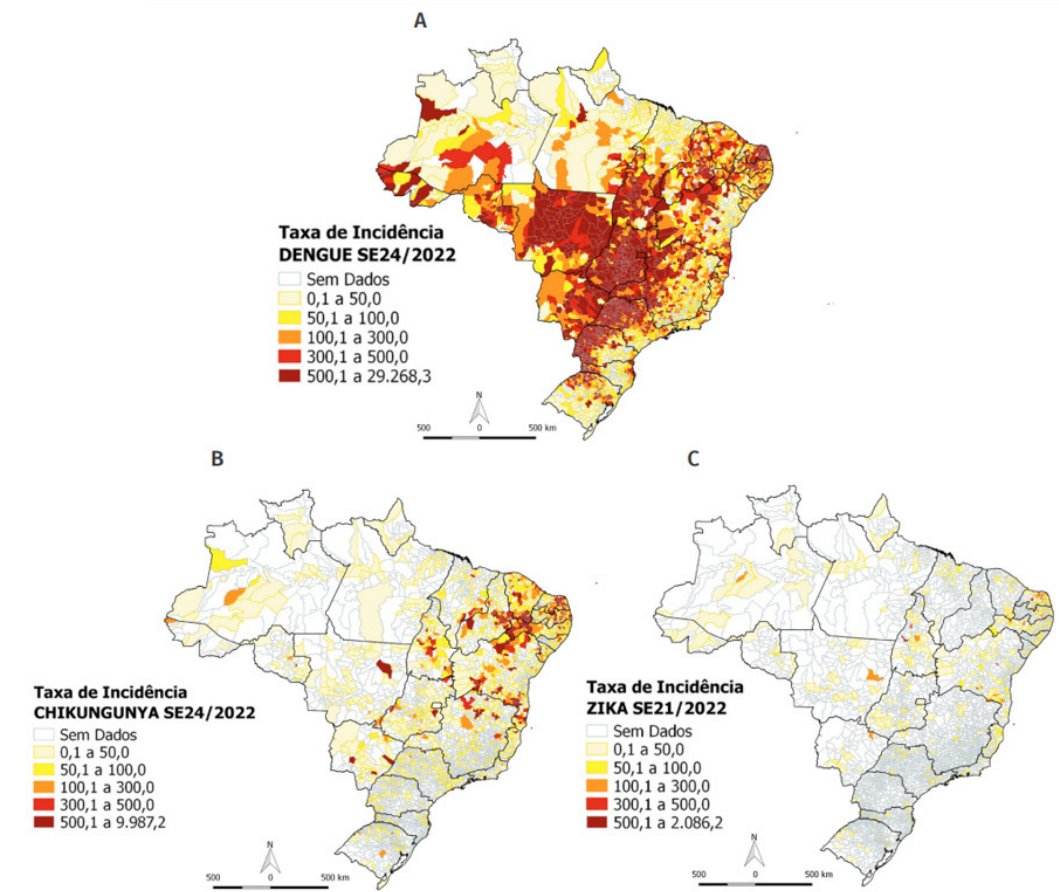 A
Taxa de Incidência
DENGUE SE24/2022
Sem Dados
0,1 a 50,0
50,1 a 100,0
100,1 a 300,0
300,1 a 500,0
500,1 a 29.268,3
N
500 0 500 km
B
Taxa de Incidência
CHIKUNGUNYA SE24/2022
Sem Dados
0,1 a 50,0
50,1 a 100,0
100,1 a 300,0
300,1 a 500,0
500,1 a 9.987,2
N
500 0 500 km
C
Taxa de Incidência
ZIKA SE21/2022
Sem Dados
0,1 a 50,0
50,1 a 100,0
100,1 a 300,0
300,1 a 500,0
500,1 a 2.086,2
N
500 0 500 km